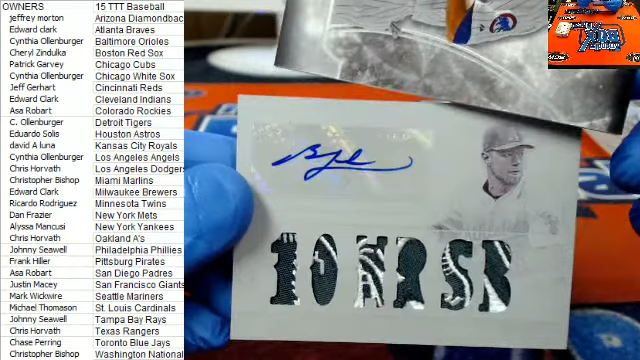 OWNERS 15 TTT Baseball
jeffrey morton Arizona Diamondbac
Edward clark Atlanta Braves
Cynthia Ollenburger Baltimore Orioles
Cheryl Zindulka Boston Red Sox
Patrick Garvey Chicago Cubs
Cynthia Ollenburger Chicago White Sox
Jeff Gerhart Cincinnati Reds
Edward Clark Cleveland Indians
Asa Robart Colorado Rockies
C. Ollenburger Detroit Tigers
Eduardo Solis Houston Astros
david A luna Kansas City Royals
Cynthia Ollenburger Los Angeles Angels
Chris Horvath Los Angeles Dodgers
Christopher Bishop Miami Marlins
Edward Clark Milwaukee Brewers
Ricardo Rodriguez Minnesota Twins
Dan Frazier New York Mets
Alyssa Mancusi New York Yankees
Chris Horvath Oakland A's
Johnny Seawell Philadelphia Phillies
Frank Hiller Pittsburg Pirates
Asa Robart San Diego Padres
Justin Macey San Francisco Giants
Mark Wickwire Seattle Mariners
Michael Thomason St. Louis Cardinals
Johnny Seawell Tampa Bay Rays
Chris Horvath Texas Rangers
Chase Perring Toronto Blue Jays
Christopher Bishop Washington National
10 ARSB